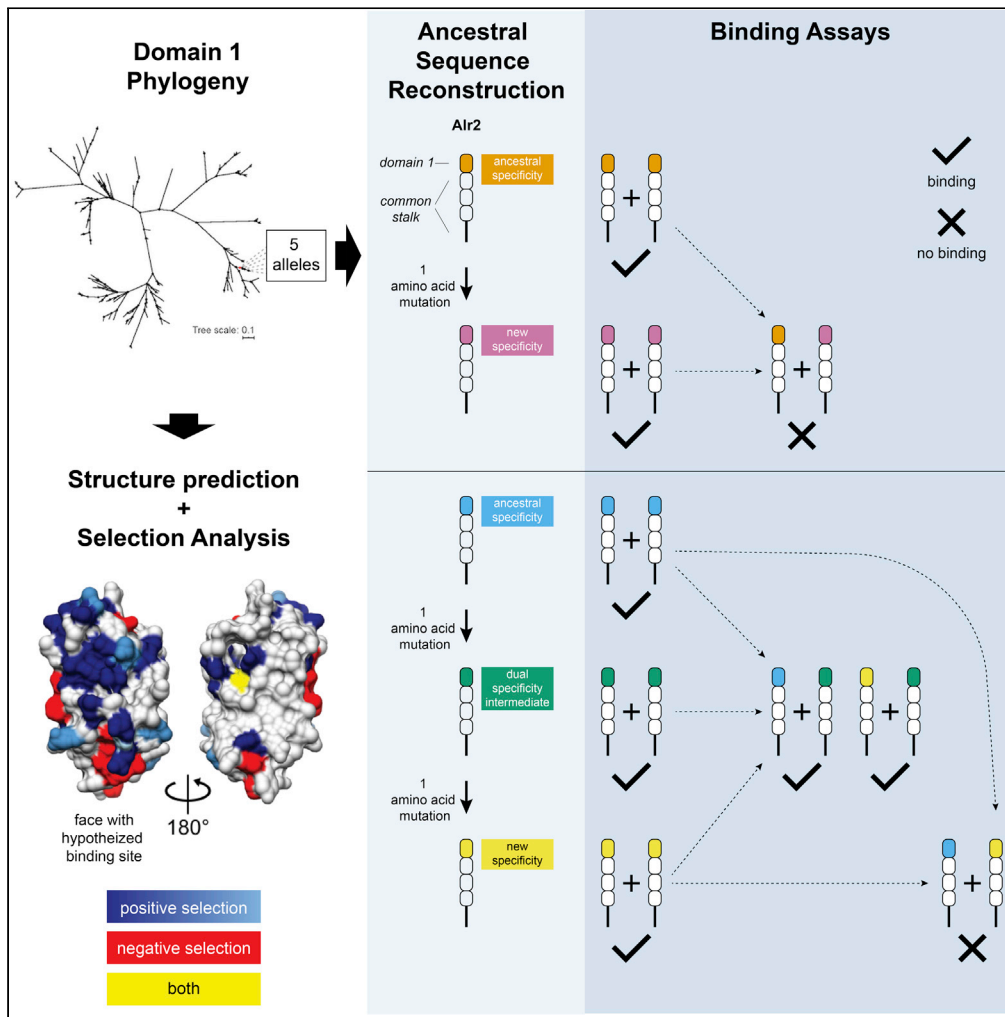 Domain 1
Phylogeny
5
alleles
Tree scale: 0.1
Structure prediction
+
Selection Analysis
face with
hypotheized
binding site
180°
positive selection
negative selection
both
Ancestral
Sequence
Reconstruction
Alr2
domain 1
common
stalk
ancestral
specificity
1
amino acid
mutation
new
specificity
ancestral
specificity
1
amino acid
mutation
dual
specificity
intermediate
1
amino acid
mutation
new
specificity
Binding Assays
+
binding
no binding
+
+
+
+
+
+
+
+